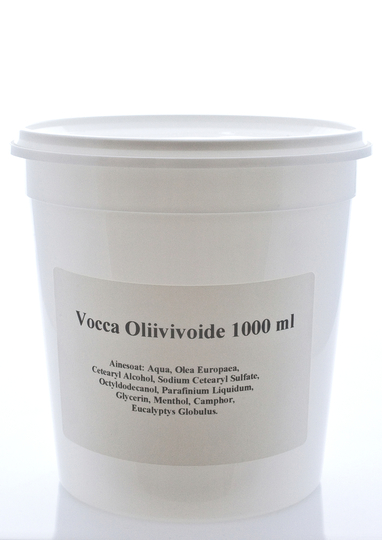 Vocca Oliivivoide 1000 ml
Ainesoat: Aqua, Olea Europaea,
Cetearyl Alcohol, Sodium Cetearyl Sulfate,
Octyldodecanol, Parafinium Liquidum,
Glycerin, Menthol, Camphor,
Eucalyptys Globulus.